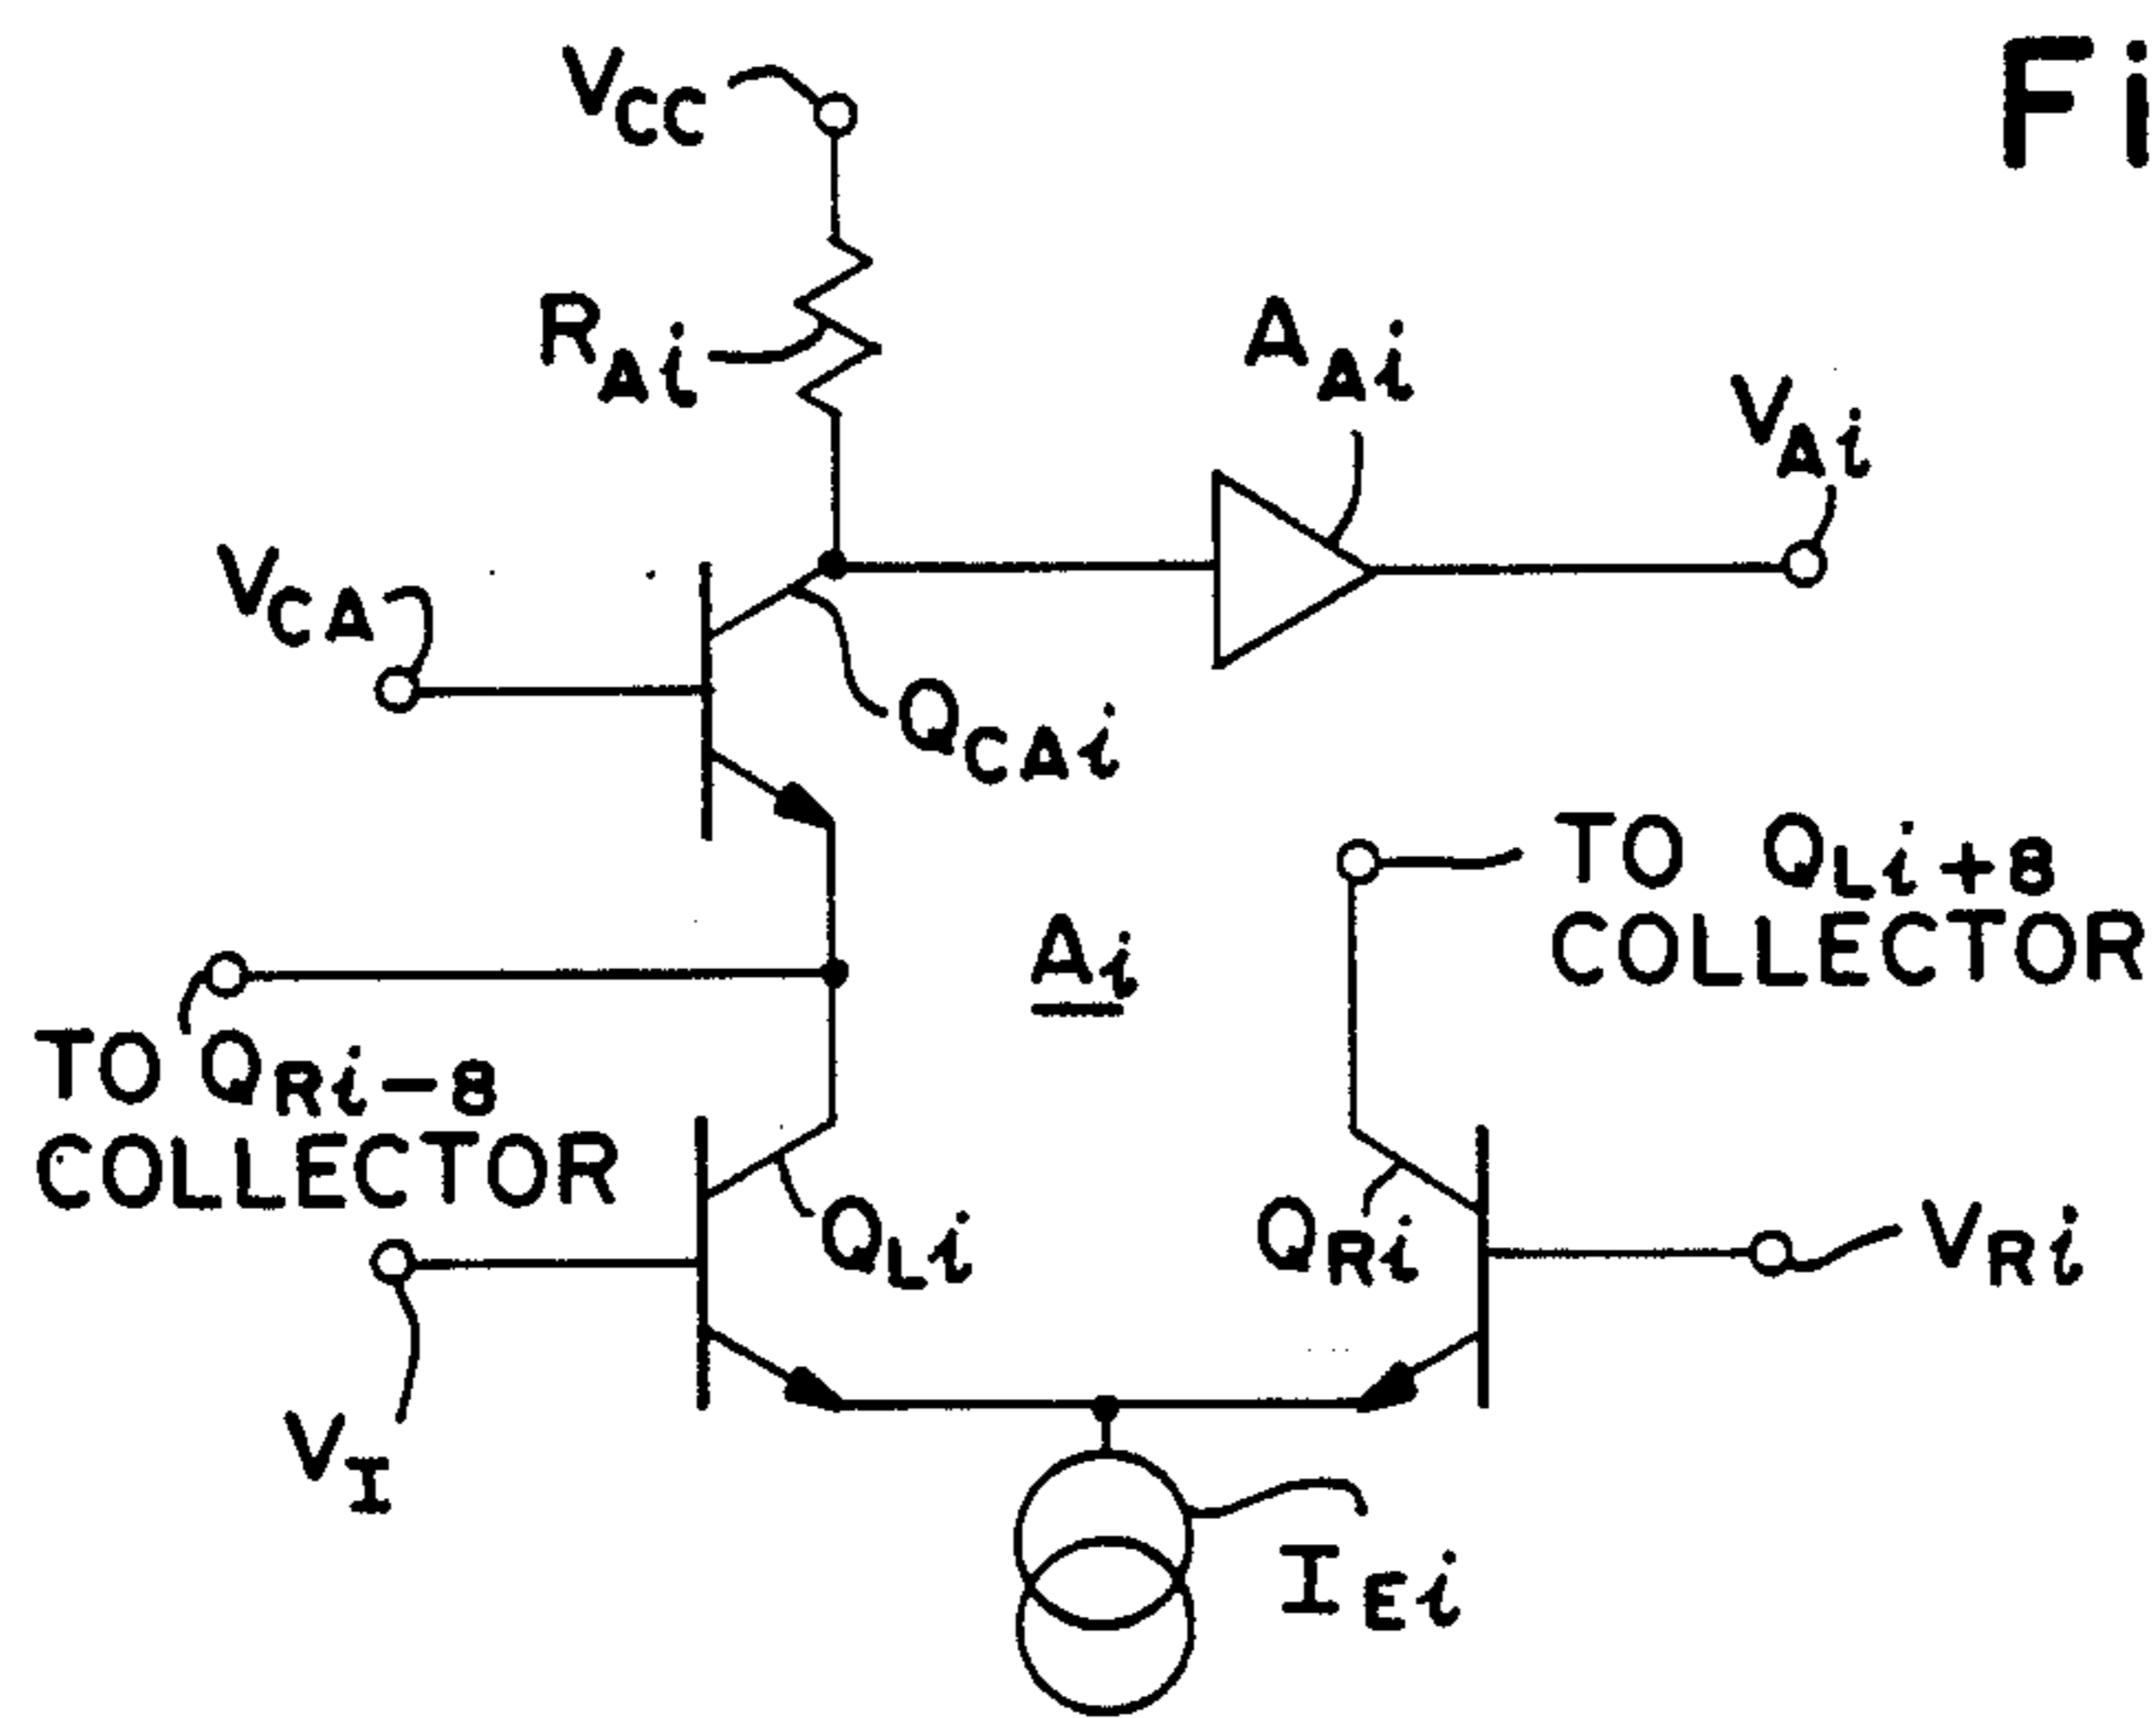 Fi
VCC
RAi
AAi
VAi
VCA
QCAi
TO QLi+8
COLLECTOR
Ai
TO QRi-8
COLLECTOR
QLi
QRi
VRi
VI
IEi